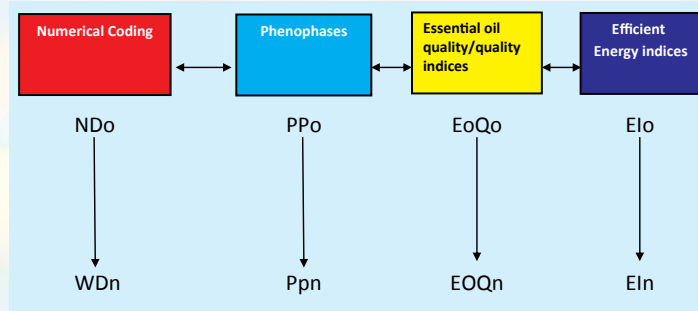 Numerical Coding
Phenophases
Essential oil
quality/quality
indices
Efficient
Energy indices
NDo
PPo
EoQo
EIo
WDn
Ppn
EOQn
EIn